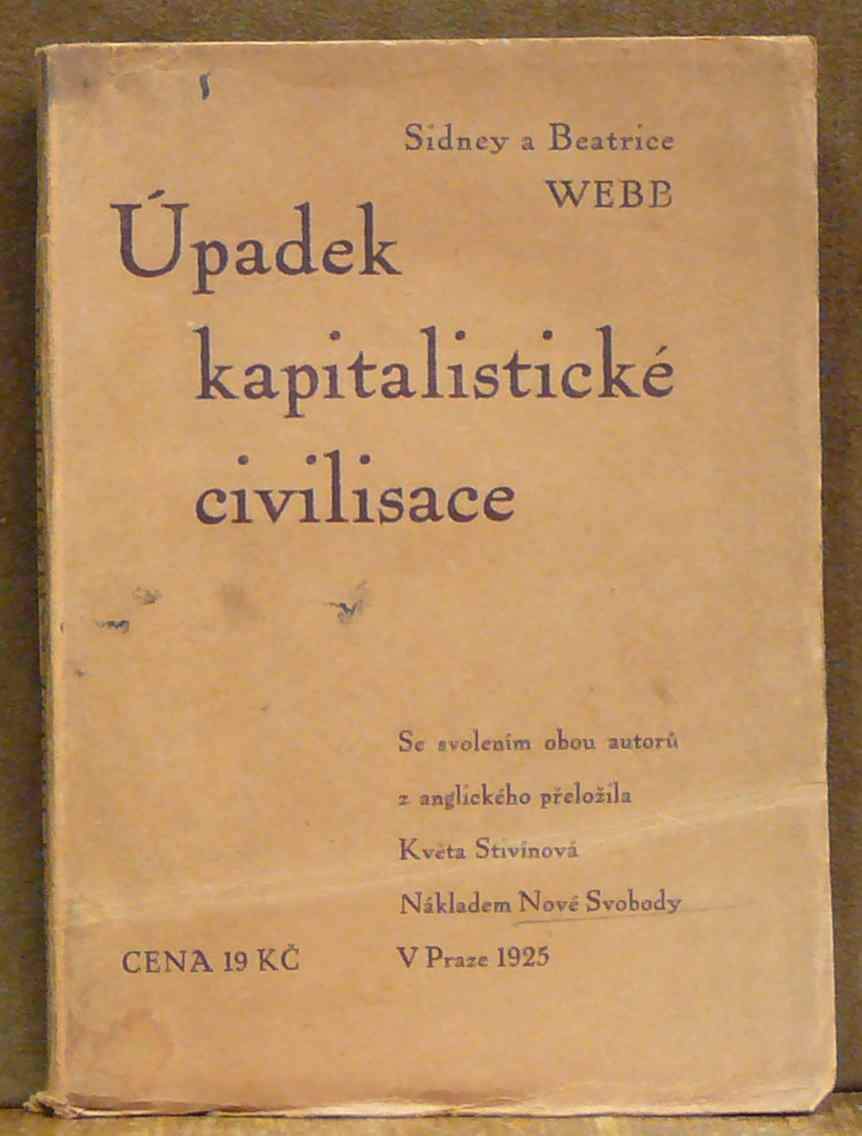 Sidney a Beatrice
WEBB
Úpadek
kapitalistické
civilisace
Se svolením obou autorů
z anglického přeložila
Květa Stivínová
Nákladem Nové Svobody
CENA 19 KČ
V Praze 1925